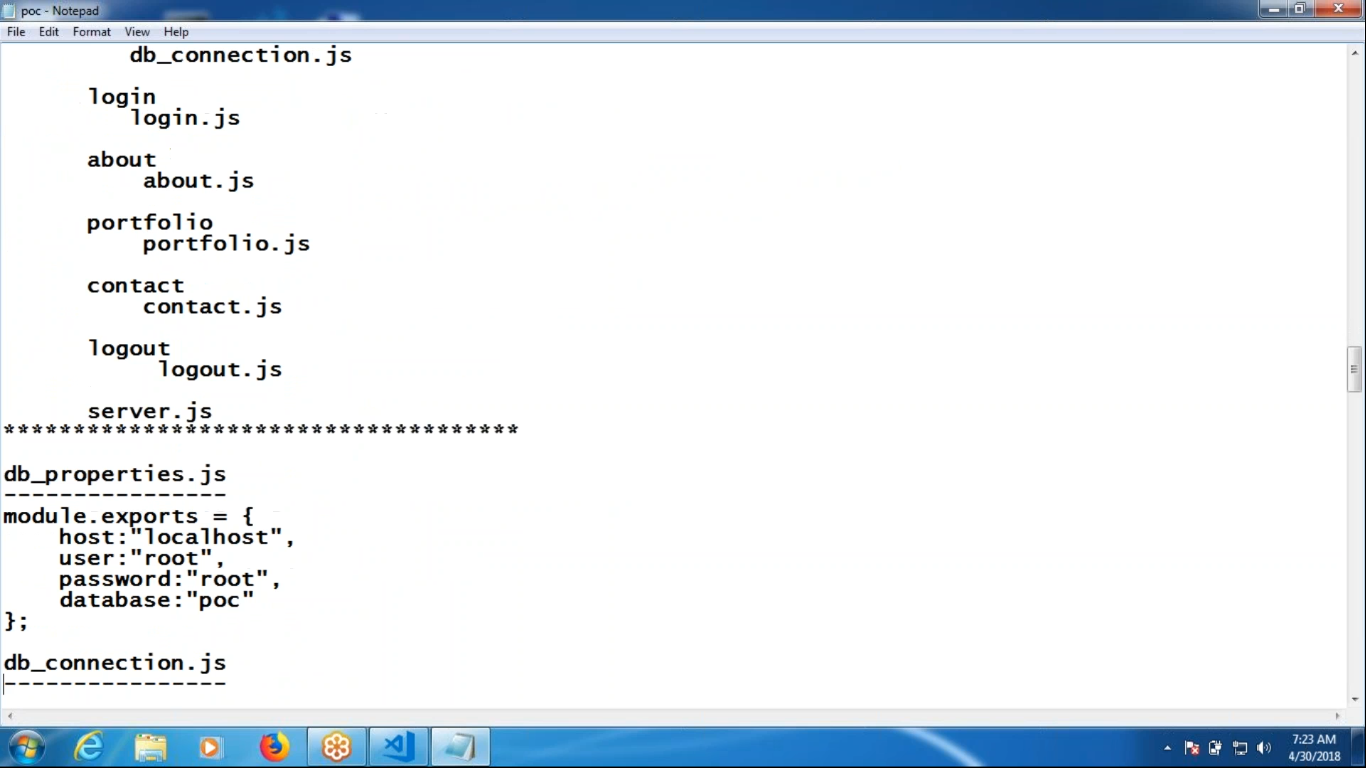 poc - Notepad
File Edit Format View Help
db_connection.js
login
login.js
about
about.js
portfolio
portfolio.js
contact
contact.js
logout
logout.js
server.js
*************************************
db_properties.js
----------------
module.exports = {
host:"localhost",
user:"root",
password:"root",
database:"poc"
};
db_connection.js
----------------
7:23 AM
4/30/2018